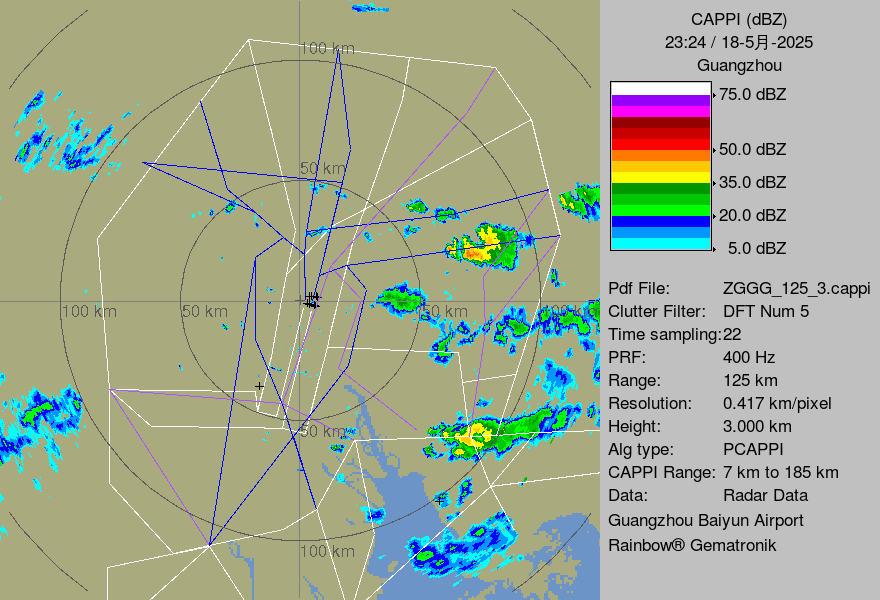 100 km
50 km
100 km
50 km
50 km
100 km
50 km
100 km
CAPPI (dBZ)
23:24 / 18-5月-2025
Guangzhou
75.0 dBZ
50.0 dBZ
35.0 dBZ
20.0 dBZ
5.0 dBZ
Pdf File: ZGGG_125_3.cappi
Clutter Filter: DFT Num 5
Time sampling:22
PRF: 400 Hz
Range: 125 km
Resolution: 0.417 km/pixel
Height: 3.000 km
Alg type: PCAPPI
CAPPI Range: 7 km to 185 km
Data: Radar Data
Guangzhou Baiyun Airport
Rainbow® Gematronik